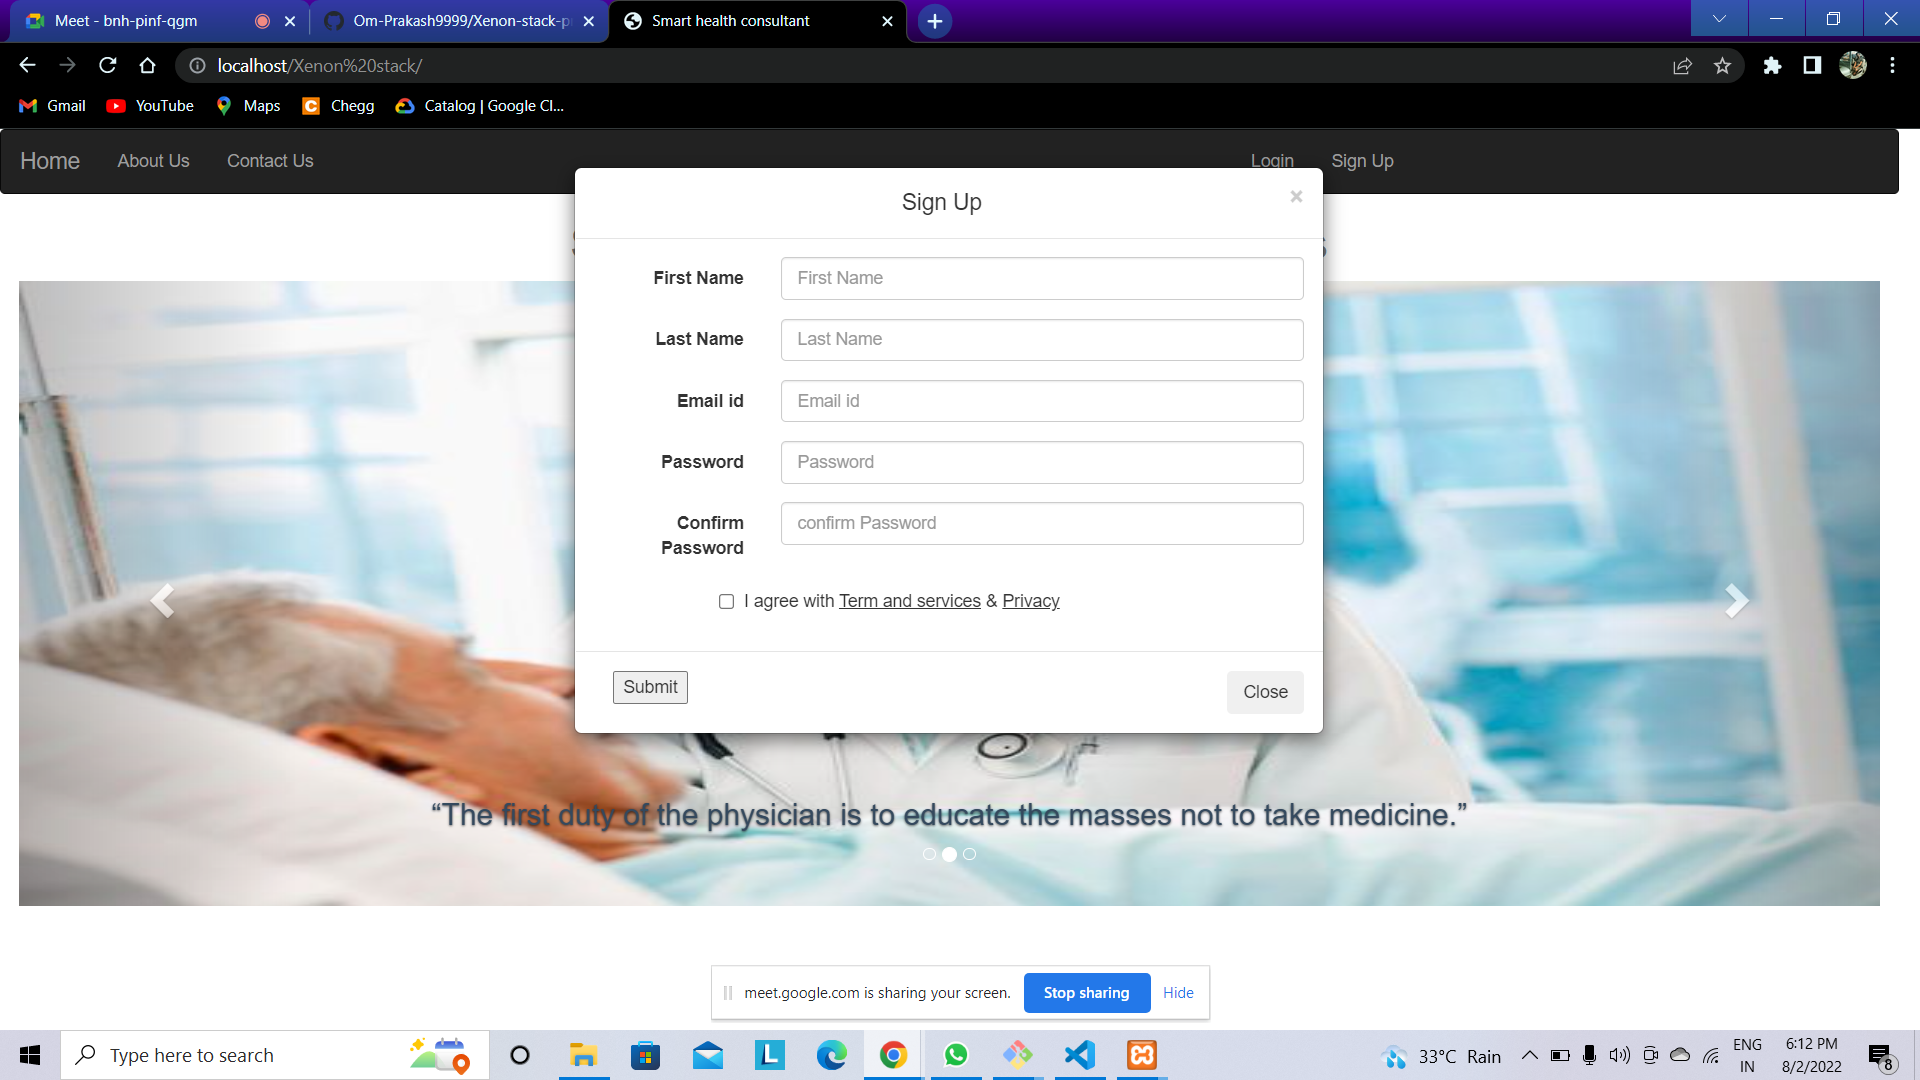 Meet - bnh-pinf-qgm
Om-Prakash9999/Xenon-stack-p
Smart health consultant
localhost/Xenon%20stack/
Gmail
YouTube
Maps
Chegg
Catalog | Google Cl...
Home
About Us
Contact Us
Login
Sign Up
Sign Up
×
First Name
First Name
Last Name
Last Name
Email id
Email id
Password
Password
Confirm
Password
confirm Password
I agree with Term and services & Privacy
Submit
Close
“The first duty of the physician is to educate the masses not to take medicine.”
meet.google.com is sharing your screen.
Stop sharing
Hide
Type here to search
33°C Rain
ENG
IN
6:12 PM
8/2/2022
8